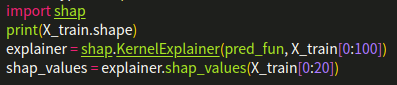 import shap
print(X_train.shape)
explainer = shap.KernelExplainer(pred_fun, X_train[0:100])
shap_values = explainer.shap_values(X_train[0:20])